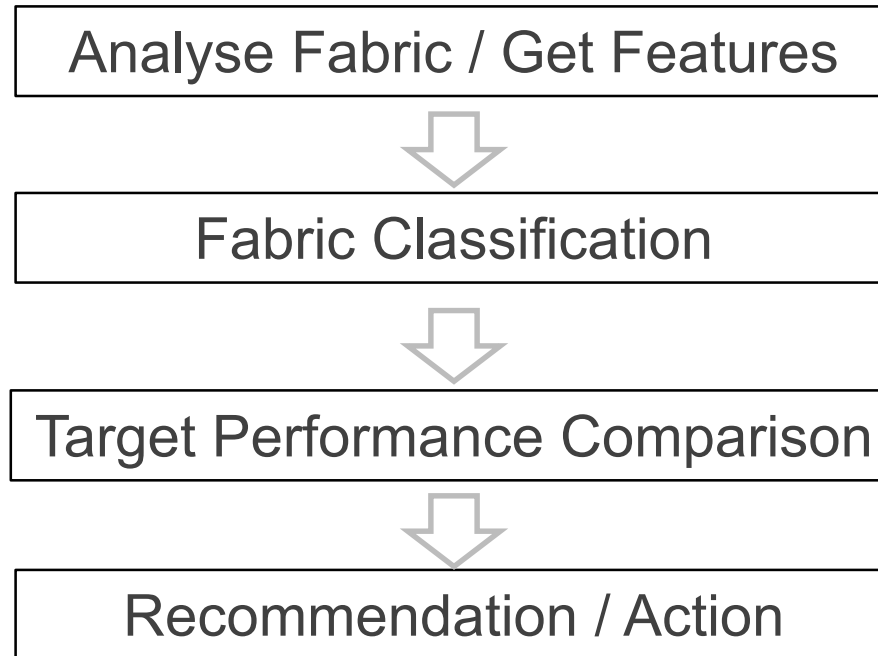 Analyse Fabric / Get Features
Fabric Classification
Target Performance Comparison
Recommendation / Action